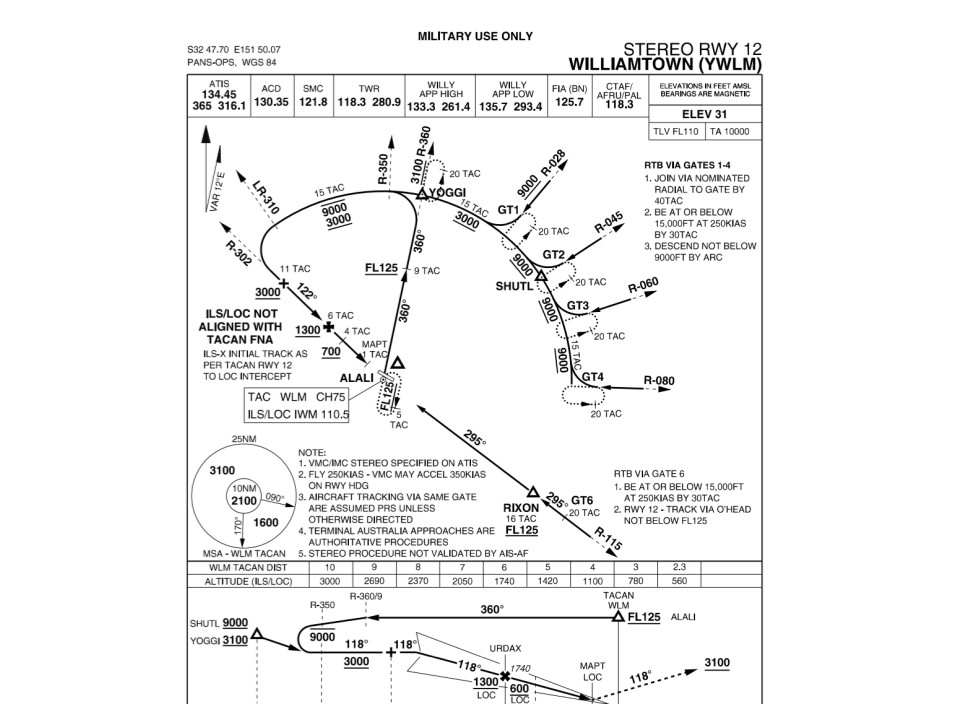 MILITARY USE ONLY
S32 47.70 E151 50.07
PANS-OPS, WGS 84
STEREO RWY 12
WILLIAMTOWN (YWLM)
ATIS
134.45
365 316.1
ACD
130.35
SMC
121.8
TWR
118.3 280.9
WILLY
APP HIGH
133.3 261.4
WILLY
APP LOW
135.7 293.4
FIA (BN)
125.7
CTAF/
AFRU/PAL
118.3
ELEVATIONS IN FEET AMSL
BEARINGS ARE MAGNETIC
ELEV 31
TLV FL110 TA 10000
VAR 12°E
LR-310
R-302
15 TAC
9000
3000
R-350
3100 R-360
20 TAC
YOGGI
15 TAC
3000
9000 R-028
GT1
20 TAC
R-045
GT2
9000
SHUTL
20 TAC
R-060
9000
GT3
20 TAC
15 TAC
9000
GT4
R-080
20 TAC
360°
FL125
9 TAC
360°
11 TAC
3000
122°
6 TAC
1300
4 TAC
700
MAPT
1 TAC
ALALI
FL125
5
TAC
RTB VIA GATES 1-4
1. JOIN VIA NOMINATED
RADIAL TO GATE BY
40TAC
2. BE AT OR BELOW
15,000FT AT 250KIAS
BY 30TAC
3. DESCEND NOT BELOW
9000FT BY ARC
ILS/LOC NOT
ALIGNED WITH
TACAN FNA
ILS-X INITIAL TRACK AS
PER TACAN RWY 12
TO LOC INTERCEPT
TAC WLM CH75
ILS/LOC IWM 110.5
295°
RIXON
16 TAC
FL125
295°
GT6
20 TAC
R-115
RTB VIA GATE 6
1. BE AT OR BELOW 15,000FT
AT 250KIAS BY 30TAC
2. RWY 12 - TRACK VIA O'HEAD
NOT BELOW FL125
25NM
3100
10NM
2100
090°
1600
170°
MSA - WLM TACAN
NOTE:
1. VMC/IMC STEREO SPECIFIED ON ATIS
2. FLY 250KIAS - VMC MAY ACCEL 350KIAS
ON RWY HDG
3. AIRCRAFT TRACKING VIA SAME GATE
ARE ASSUMED PRS UNLESS
OTHERWISE DIRECTED
4. TERMINAL AUSTRALIA APPROACHES ARE
AUTHORITATIVE PROCEDURES
5. STEREO PROCEDURE NOT VALIDATED BY AIS-AF
WLM TACAN DIST 10 9 8 7 6 5 4 3 2.3
ALTITUDE (ILS/LOC) 3000 2690 2370 2050 1740 1420 1100 780 560
R-350
R-360/9
360°
TACAN
WLM
FL125 ALALI
SHUTL 9000
YOGGI 3100
9000
118°
3000
118°
118°
URDAX
1740
1300
LOC
600
LOC
MAPT
LOC
118°
3100